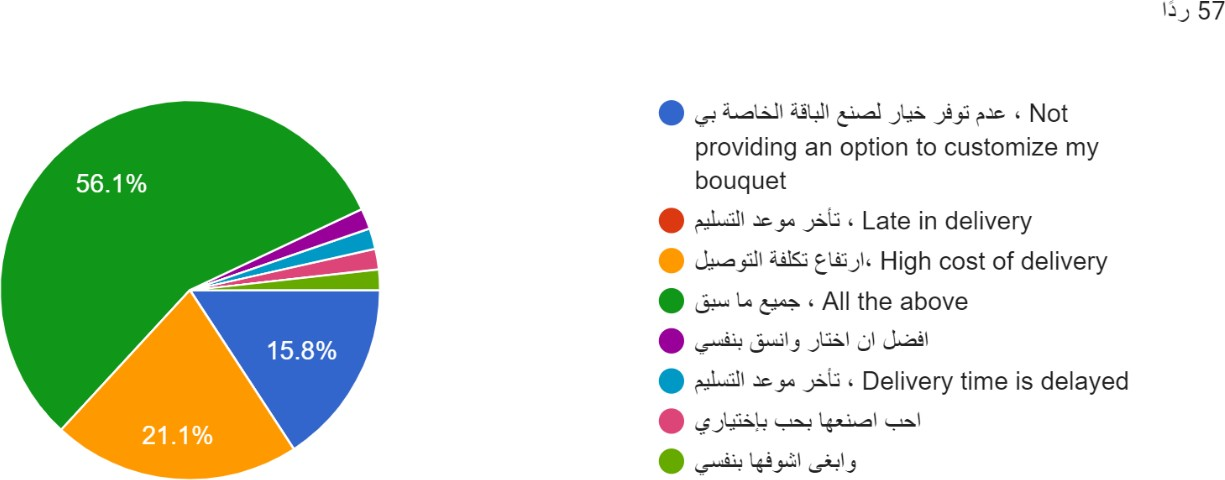 57 ردًا
عدم توفر خيار لصنع الباقة الخاصة بي ، Not
providing an option to customize my
bouquet
تأخر موعد التسليم ، Late in delivery
ارتفاع تكلفة التوصيل، High cost of delivery
جميع ما سبق ، All the above
افضل ان اختار وانسق بنفسي
تأخر موعد التسليم ، Delivery time is delayed
احب اصنعها بحب بإختياري
وابغى اشوفها بنفسي
56.1%
15.8%
21.1%